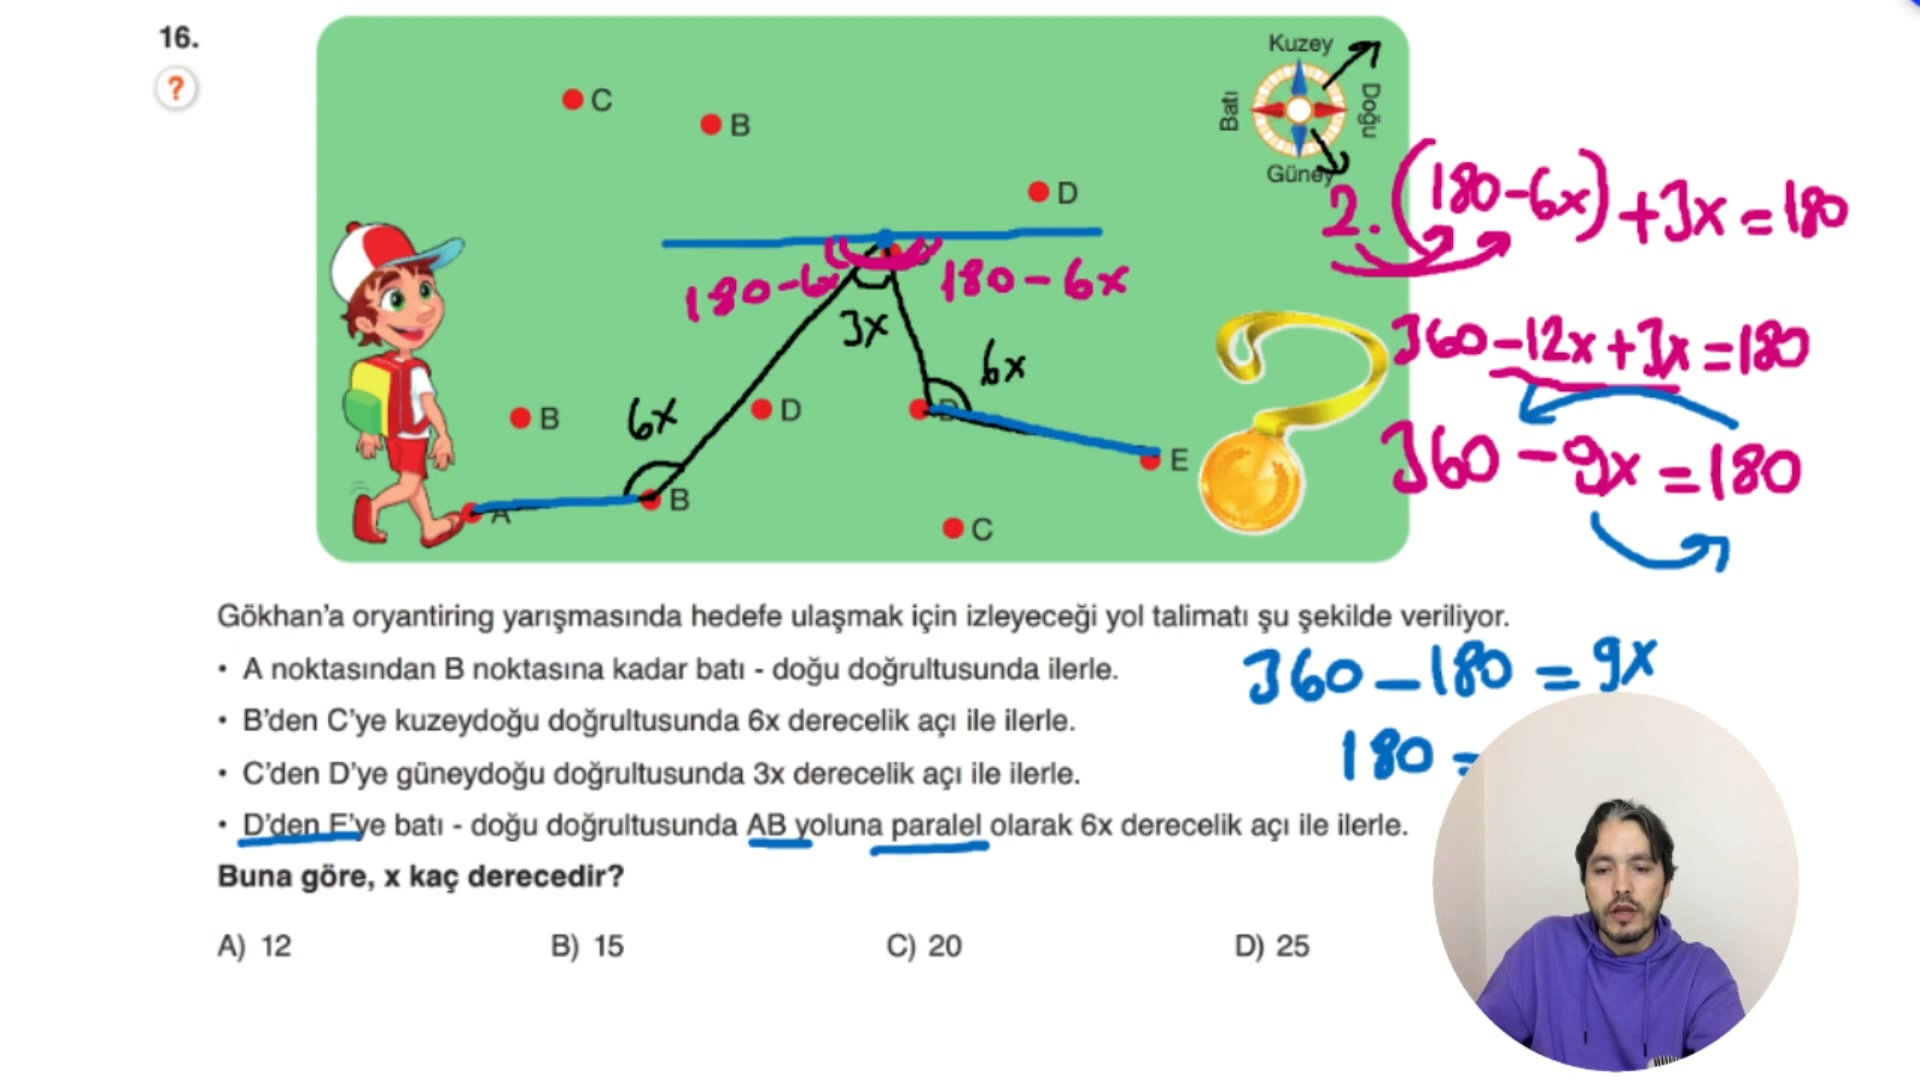 16.
?
Kuzey
Batı
Doğu
Güney
C
B
D
180-6x
180-6x
3x
6x
6x
B
D
E
B
A
C
2.(180-6x)+3x=180
360-12x+3x=180
360-9x=180
Gökhan'a oryantiring yarışmasında hedefe ulaşmak için izleyeceği yol talimatı şu şekilde veriliyor.
• A noktasından B noktasına kadar batı - doğu doğrultusunda ilerle.
• B'den C'ye kuzeydoğu doğrultusunda 6x derecelik açı ile ilerle.
• C'den D'ye güneydoğu doğrultusunda 3x derecelik açı ile ilerle.
• D'den E'ye batı - doğu doğrultusunda AB yoluna paralel olarak 6x derecelik açı ile ilerle.
360-180=9x
180=
Buna göre, x kaç derecedir?
A) 12
B) 15
C) 20
D) 25